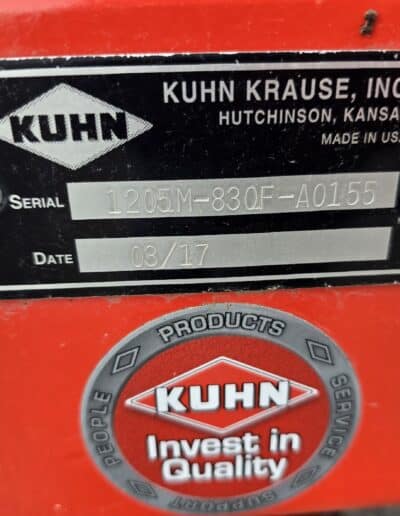 KUHN
KUHN KRAUSE, INC
HUTCHINSON, KANSA
MADE IN US
SERIAL 1205M-830F-A0155
DATE 03/17
PRODUCTS
PEOPLE
SERVICE
KUHN
Invest in
Quality
SUPPORT